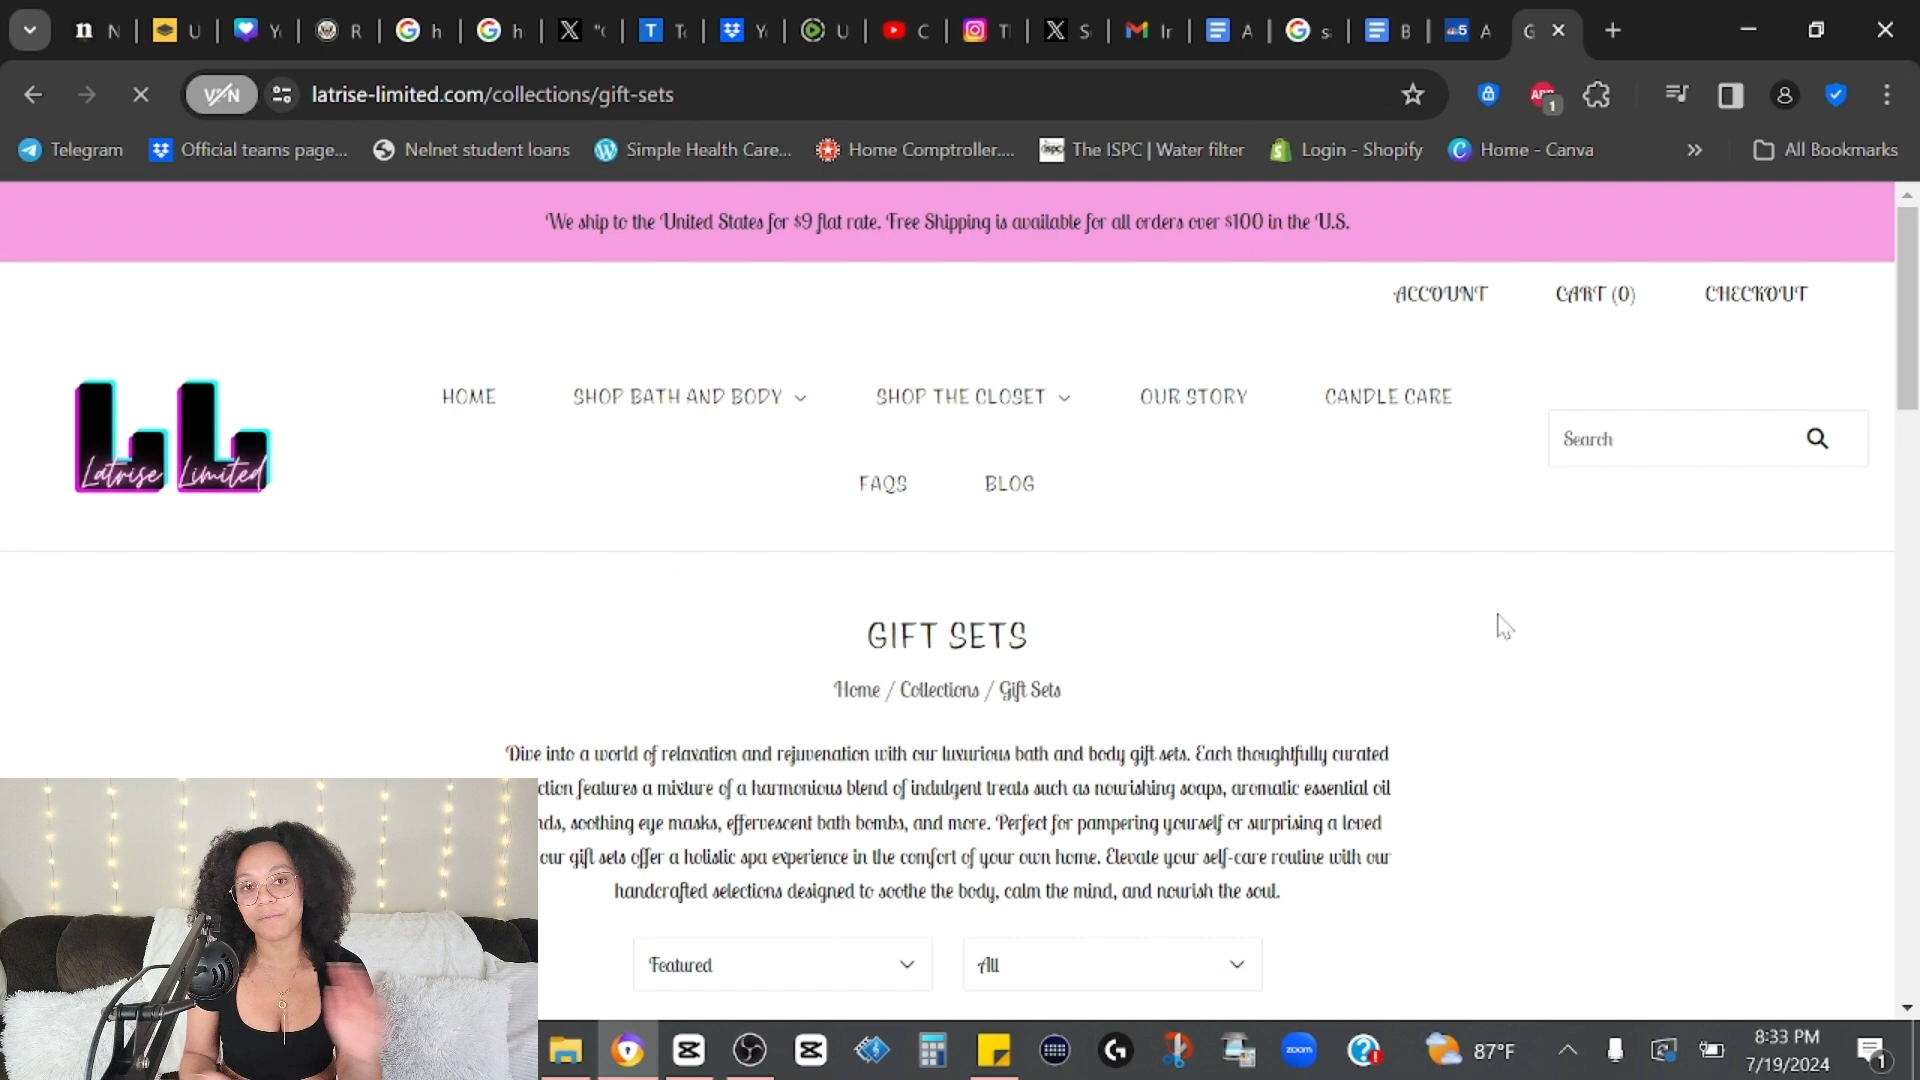 N
U
Y
R
h
h
"(
T
Y
U
C
T
S
Ir
A
s
B
A
G
VPN
latrise-limited.com/collections/gift-sets
ABP
1
Telegram
Official teams page...
Nelnet student loans
Simple Health Care...
Home Comptroller....
ispc
The ISPC | Water filter
Login - Shopify
Home - Canva
All Bookmarks
We ship to the United States for $9 flat rate. Free Shipping is available for all orders over $100 in the U.S.
ACCOUNT
CART (0)
CHECKOUT
LL
Latrise Limited
HOME
SHOP BATH AND BODY
SHOP THE CLOSET
OUR STORY
CANDLE CARE
Search
FAQS
BLOG
GIFT SETS
Home / Collections / Gift Sets
Dive into a world of relaxation and rejuvenation with our luxurious bath and body gift sets. Each thoughtfully curated
ction features a mixture of a harmonious blend of indulgent treats such as nourishing soaps, aromatic essential oil
nds, soothing eye masks, effervescent bath bombs, and more. Perfect for pampering yourself or surprising a loved
our gift sets offer a holistic spa experience in the comfort of your own home. Elevate your self-care routine with our
handcrafted selections designed to soothe the body, calm the mind, and nourish the soul.
Featured
All
zoom
87°F
8:33 PM
7/19/2024
1